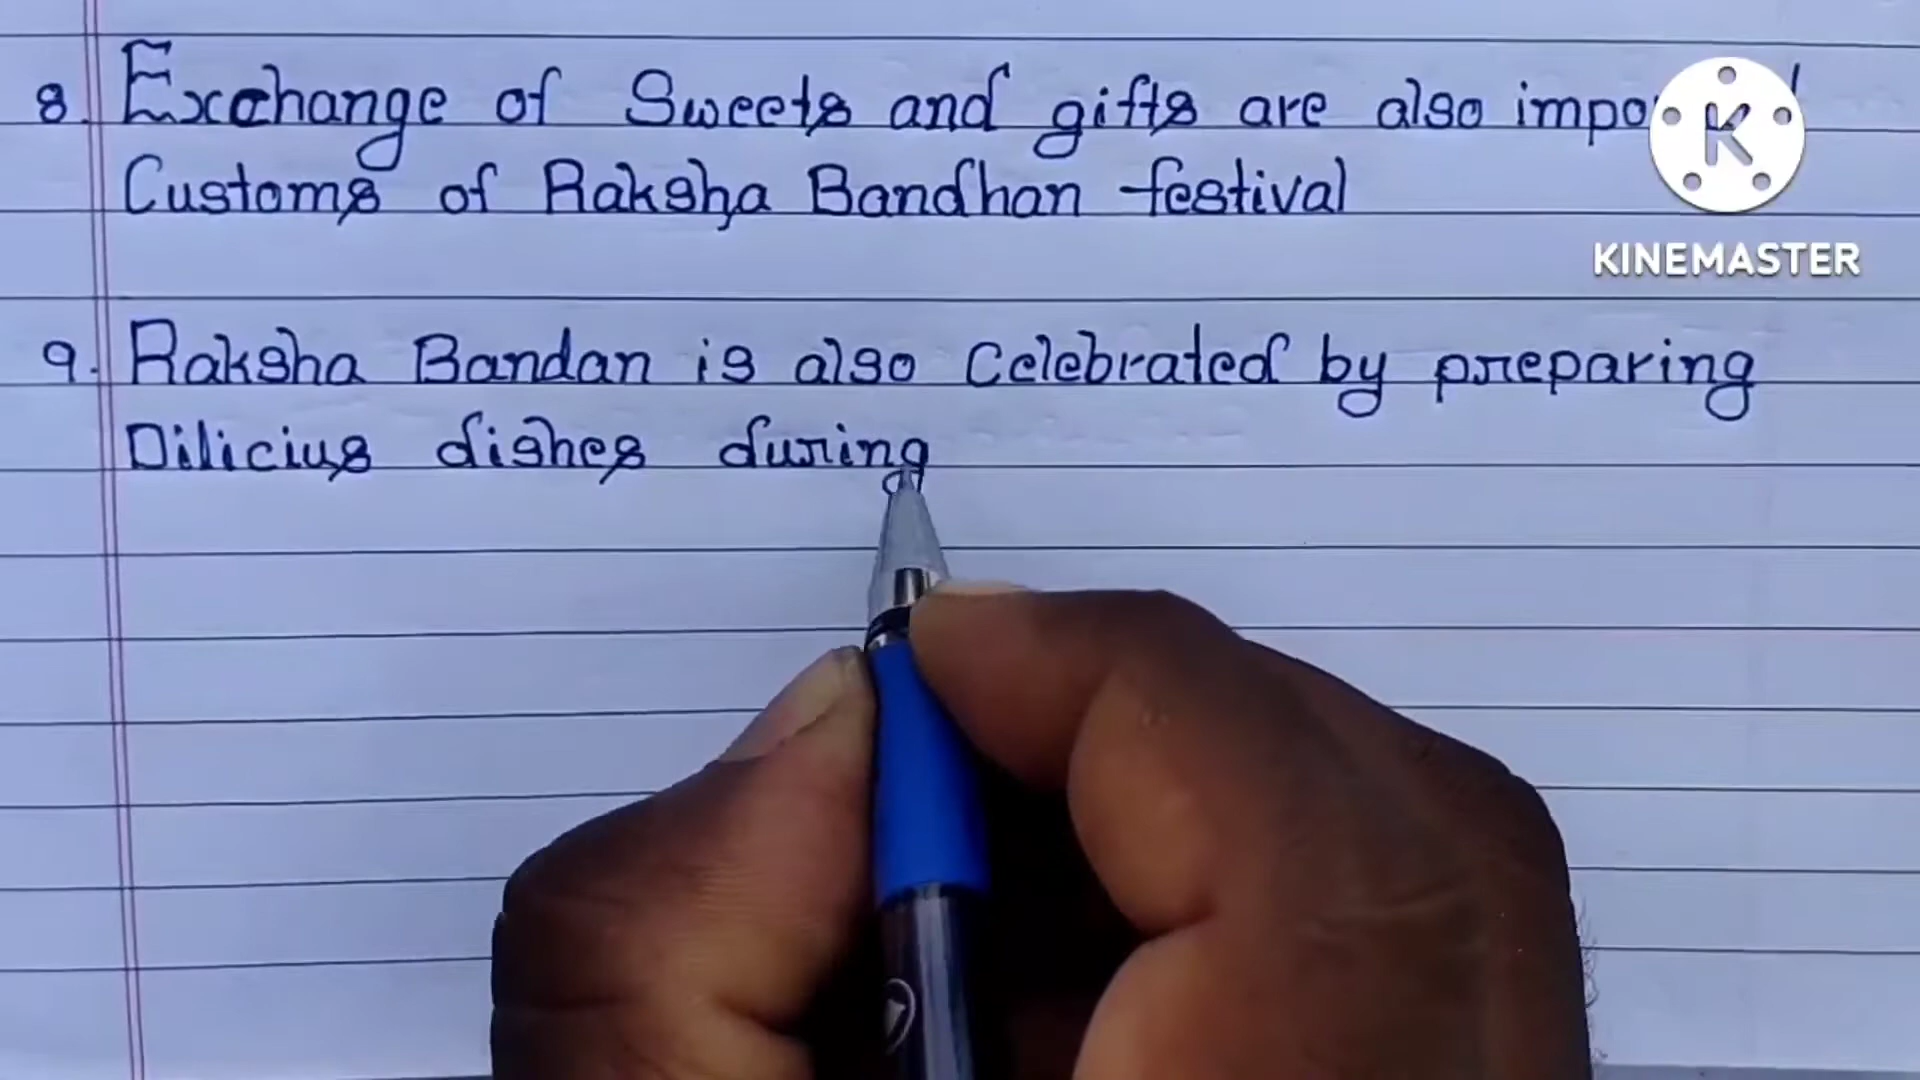 8. Exchange of Sweets and gifts are also
Customs of Raksha Bandhan festival
KINEMASTER
9. Raksha Bandan is also Celebrated by preparing
Dilicius dishes during